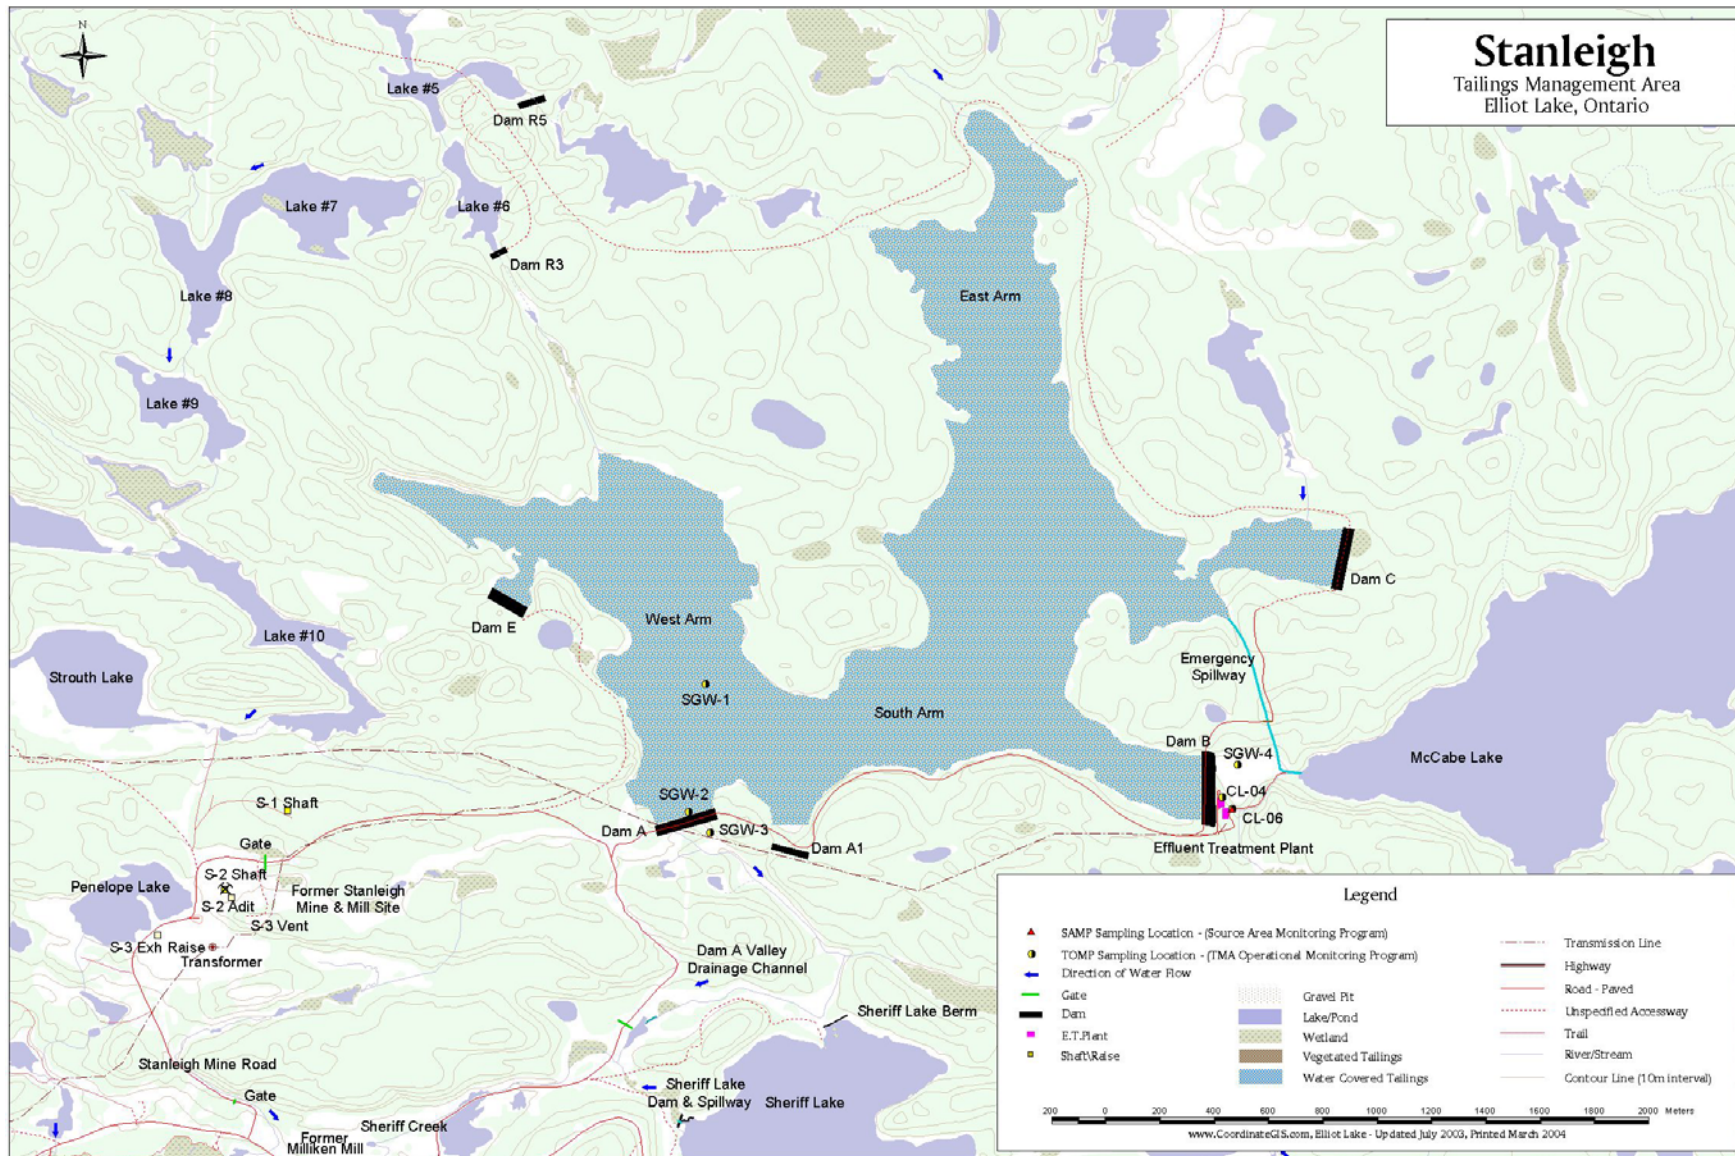 N
Stanleigh
Tailings Management Area
Elliot Lake, Ontario
Lake #5
Dam R5
Lake #7
Lake #6
Dam R3
Lake #8
East Arm
Lake #9
Dam C
Dam E
West Arm
Lake #10
Strouth Lake
Emergency
Spillway
SGW-1
South Arm
Dam B
SGW-4
McCabe Lake
S-1 Shaft
SGW-2
CL-04
Dam A
SGW-3
CL-06
Gate
Dam A1
Effluent Treatment Plant
S-2 Shaft
Penelope Lake
Former Stanleigh
Mine & Mill Site
S-2 Adit
S-3 Vent
S-3 Exh Raise
Transformer
Dam A Valley
Drainage Channel
Sheriff Lake Berm
Stanleigh Mine Road
Sheriff Lake
Dam & Spillway
Sheriff Lake
Gate
Sheriff Creek
Former
Milliken Mill
Legend
SAMP Sampling Location - (Source Area Monitoring Program)
TOMP Sampling Location - (TMA Operational Monitoring Program)
Direction of Water Flow
Gate
Dam
E.T.Plant
Shaft\Raise
Gravel Pit
Lake/Pond
Wetland
Vegetated Tailings
Water Covered Tailings
Transmission Line
Highway
Road - Paved
Unspecified Accessway
Trail
River/Stream
Contour Line (10m interval)
200 0 200 400 600 800 1000 1200 1400 1600 1800 2000 Meters
www.CoordinateGIS.com, Elliot Lake - Updated July 2003, Printed March 2004